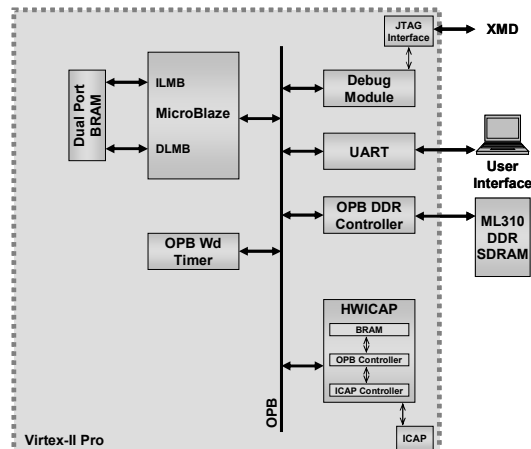 JTAG
Interface
XMD
ILMB
MicroBlaze
DLMB
Dual Port
BRAM
Debug
Module
UART
User
Interface
OPB DDR
Controller
ML310
DDR
SDRAM
OPB Wd
Timer
HWICAP
BRAM
OPB Controller
ICAP Controller
OPB
ICAP
Virtex-II Pro